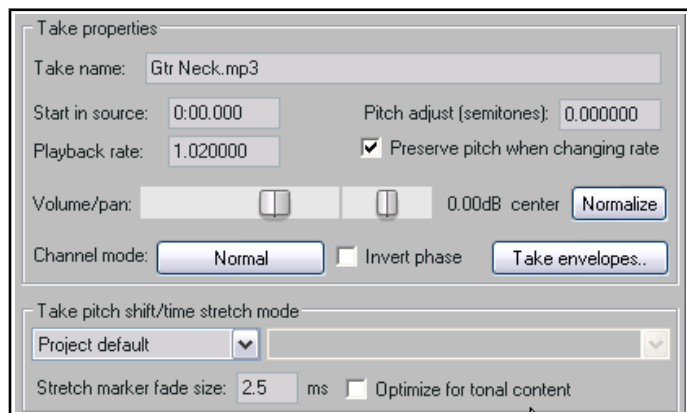 Take properties
Take name: Gtr Neck.mp3
Start in source: 0:00.000 Pitch adjust (semitones): 0.000000
Playback rate: 1.020000 Preserve pitch when changing rate
Volume/pan: 0.00dB center Normalize
Channel mode: Normal Invert phase Take envelopes..
Take pitch shift/time stretch mode
Project default
Stretch marker fade size: 2.5 ms Optimize for tonal content